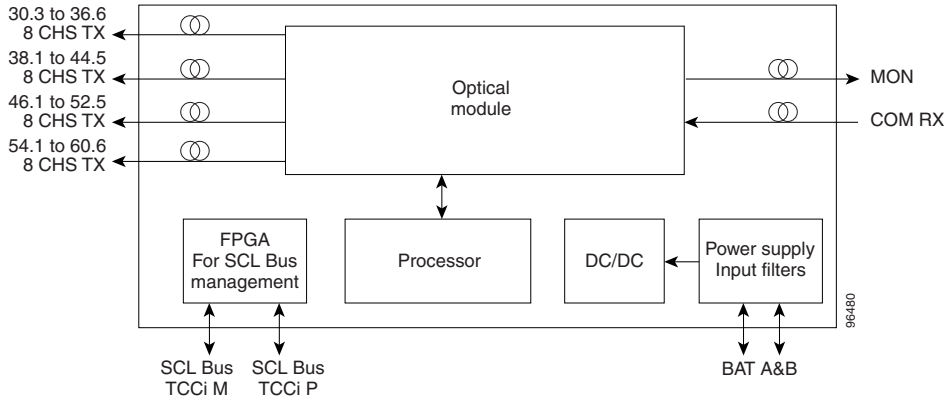 30.3 to 36.6
8 CHS TX
38.1 to 44.5
8 CHS TX
46.1 to 52.5
8 CHS TX
54.1 to 60.6
8 CHS TX
Optical
module
MON
COM RX
FPGA
For SCL Bus
management
Processor
DC/DC
Power supply
Input filters
96480
SCL Bus
TCCi M
SCL Bus
TCCi P
BAT A&B